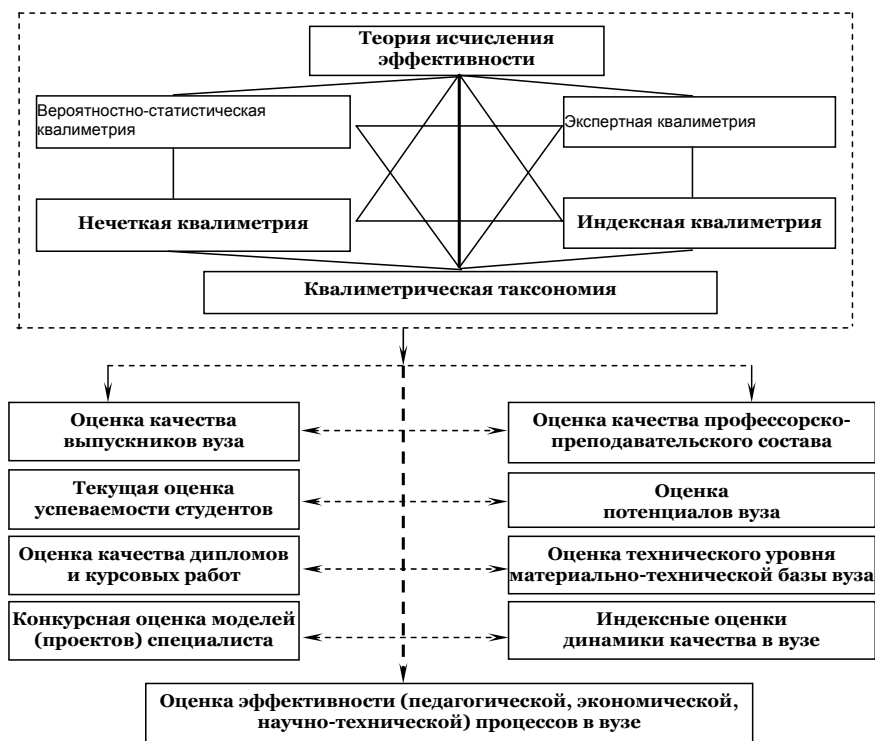 Теория исчисления
эффективности
Вероятностно-статистическая
квалиметрия
Экспертная квалиметрия
Нечеткая квалиметрия
Индексная квалиметрия
Квалиметрическая таксономия
Оценка качества
выпускников вуза
Оценка качества профессорско-
преподавательского состава
Текущая оценка
успеваемости студентов
Оценка
потенциалов вуза
Оценка качества дипломов
и курсовых работ
Оценка технического уровня
материально-технической базы вуза
Конкурсная оценка моделей
(проектов) специалиста
Индексные оценки
динамики качества в вузе
Оценка эффективности (педагогической, экономической,
научно-технической) процессов в вузе